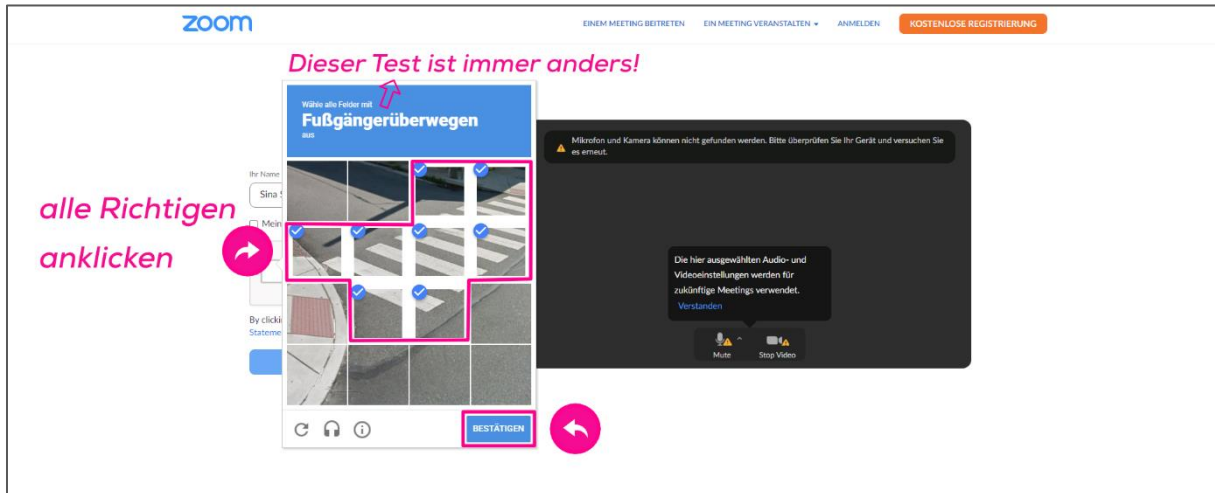 zoom
EINEM MEETING BEITRETEN EIN MEETING VERANSTALTEN ANMELDEN KOSTENLOSE REGISTRIERUNG
Dieser Test ist immer anders!
Wähle alle Felder mit
Fußgängerüberwegen
aus
Mikrofon und Kamera können nicht gefunden werden. Bitte überprüfen Sie Ihr Gerät und versuchen Sie
es erneut.
Ihr Name
Sina
alle Richtigen
anklicken
Mein
Die hier ausgewählten Audio- und
Videoeinstellungen werden für
zukünftige Meetings verwendet.
Verstanden
By clickin
Stateme
Mute Stop Video
BESTÄTIGEN